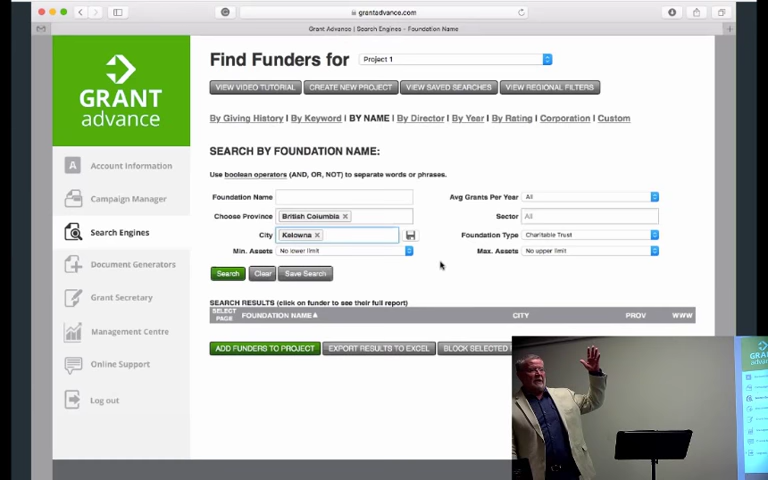 grantadvance.com
Grant Advance | Search Engines - Foundation Name
GRANT
advance
Account Information
Campaign Manager
Search Engines
Document Generators
Grant Secretary
Management Centre
Online Support
Log out
Find Funders for Project 1
VIEW VIDEO TUTORIAL CREATE NEW PROJECT VIEW SAVED SEARCHES VIEW REGIONAL FILTERS
By Giving History | By Keyword | BY NAME | By Director | By Year | By Rating | Corporation | Custom
SEARCH BY FOUNDATION NAME:
Use boolean operators (AND, OR, NOT) to separate words or phrases.
Foundation Name Avg Grants Per Year All
Choose Province British Columbia × Sector All
City Kelowna × Foundation Type Charitable Trust
Min. Assets No lower limit Max. Assets No upper limit
Search Clear Save Search
SEARCH RESULTS (click on funder to see their full report)
SELECT PAGE FOUNDATION NAME CITY PROV WWW
ADD FUNDERS TO PROJECT EXPORT RESULTS TO EXCEL BLOCK SELECTED